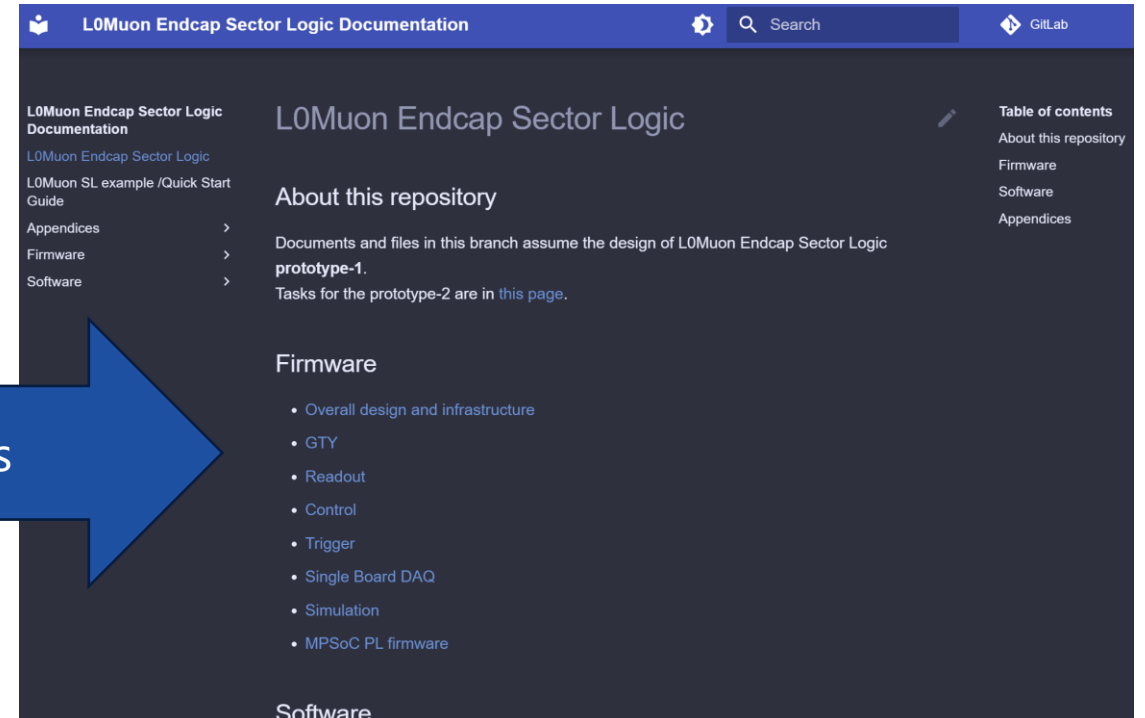 L0Muon Endcap Sector Logic Documentation
Search
GitLab
L0Muon Endcap Sector Logic
Documentation
L0Muon Endcap Sector Logic
L0Muon SL example /Quick Start
Guide
Appendices
Firmware
Software
L0Muon Endcap Sector Logic
About this repository
Documents and files in this branch assume the design of L0Muon Endcap Sector Logic
prototype-1.
Tasks for the prototype-2 are in this page.
Firmware
• Overall design and infrastructure
• GTY
• Readout
• Control
• Trigger
• Single Board DAQ
• Simulation
• MPSoC PL firmware
Software
Table of contents
About this repository
Firmware
Software
Appendices
s